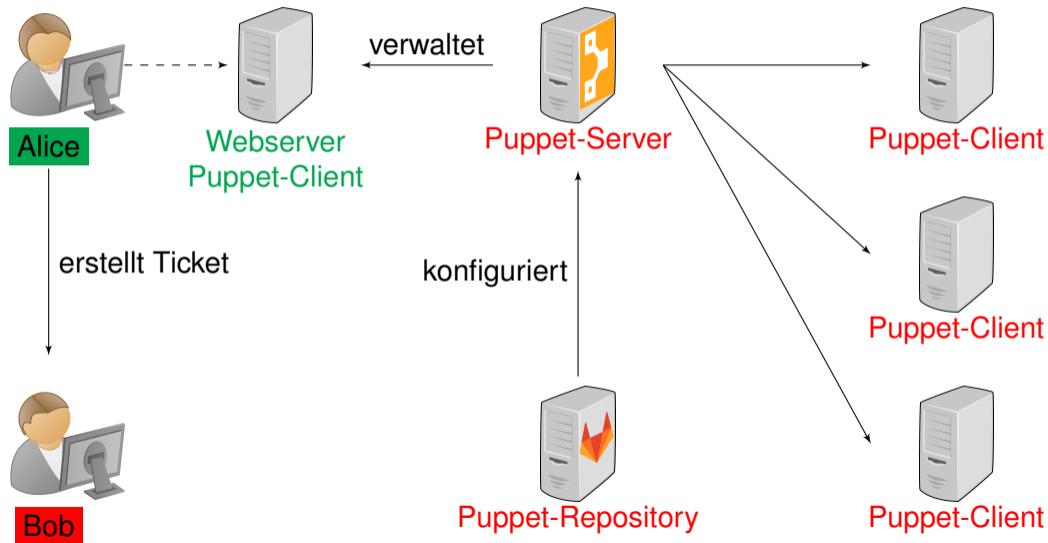 verwaltet
Alice
Webserver
Puppet-Client
Puppet-Server
Puppet-Client
erstellt Ticket
konfiguriert
Puppet-Client
Bob
Puppet-Repository
Puppet-Client